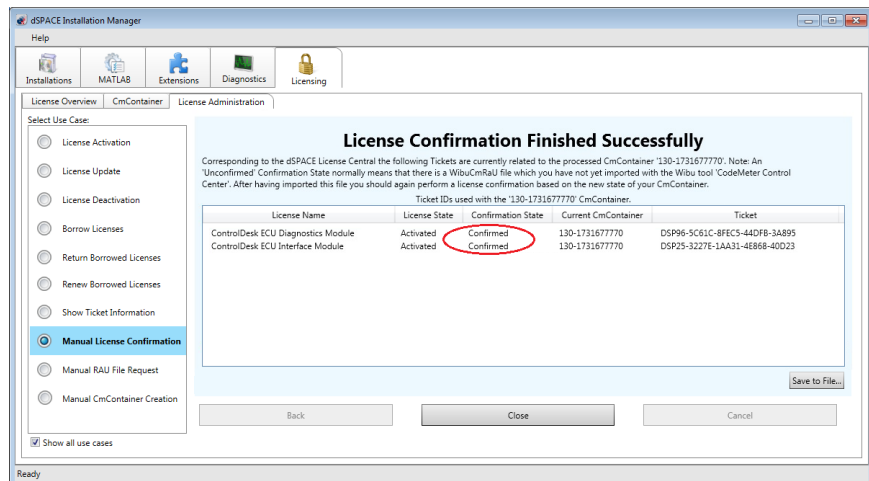 dSPACE Installation Manager
Help
Installations MATLAB Extensions Diagnostics Licensing
License Overview CmContainer License Administration
Select Use Case:
License Activation
License Update
License Deactivation
Borrow Licenses
Return Borrowed Licenses
Renew Borrowed Licenses
Show Ticket Information
Manual License Confirmation
Manual RAU File Request
Manual CmContainer Creation
Show all use cases
License Confirmation Finished Successfully
Corresponding to the dSPACE License Central the following Tickets are currently related to the processed CmContainer '130-1731677770'. Note: An
'Unconfirmed' Confirmation State normally means that there is a WibuCmRaU file which you have not yet imported with the Wibu tool 'CodeMeter Control
Center'. After having imported this file you should again perform a license confirmation based on the new state of your CmContainer.
Ticket IDs used with the '130-1731677770' CmContainer.
License Name License State Confirmation State Current CmContainer Ticket
ControlDesk ECU Diagnostics Module Activated Confirmed 130-1731677770 DSP96-5C61C-8FEC5-44DFB-3A895
ControlDesk ECU Interface Module Activated Confirmed 130-1731677770 DSP25-3227E-1AA31-4E868-40D23
Save to File...
Back Close Cancel
Ready